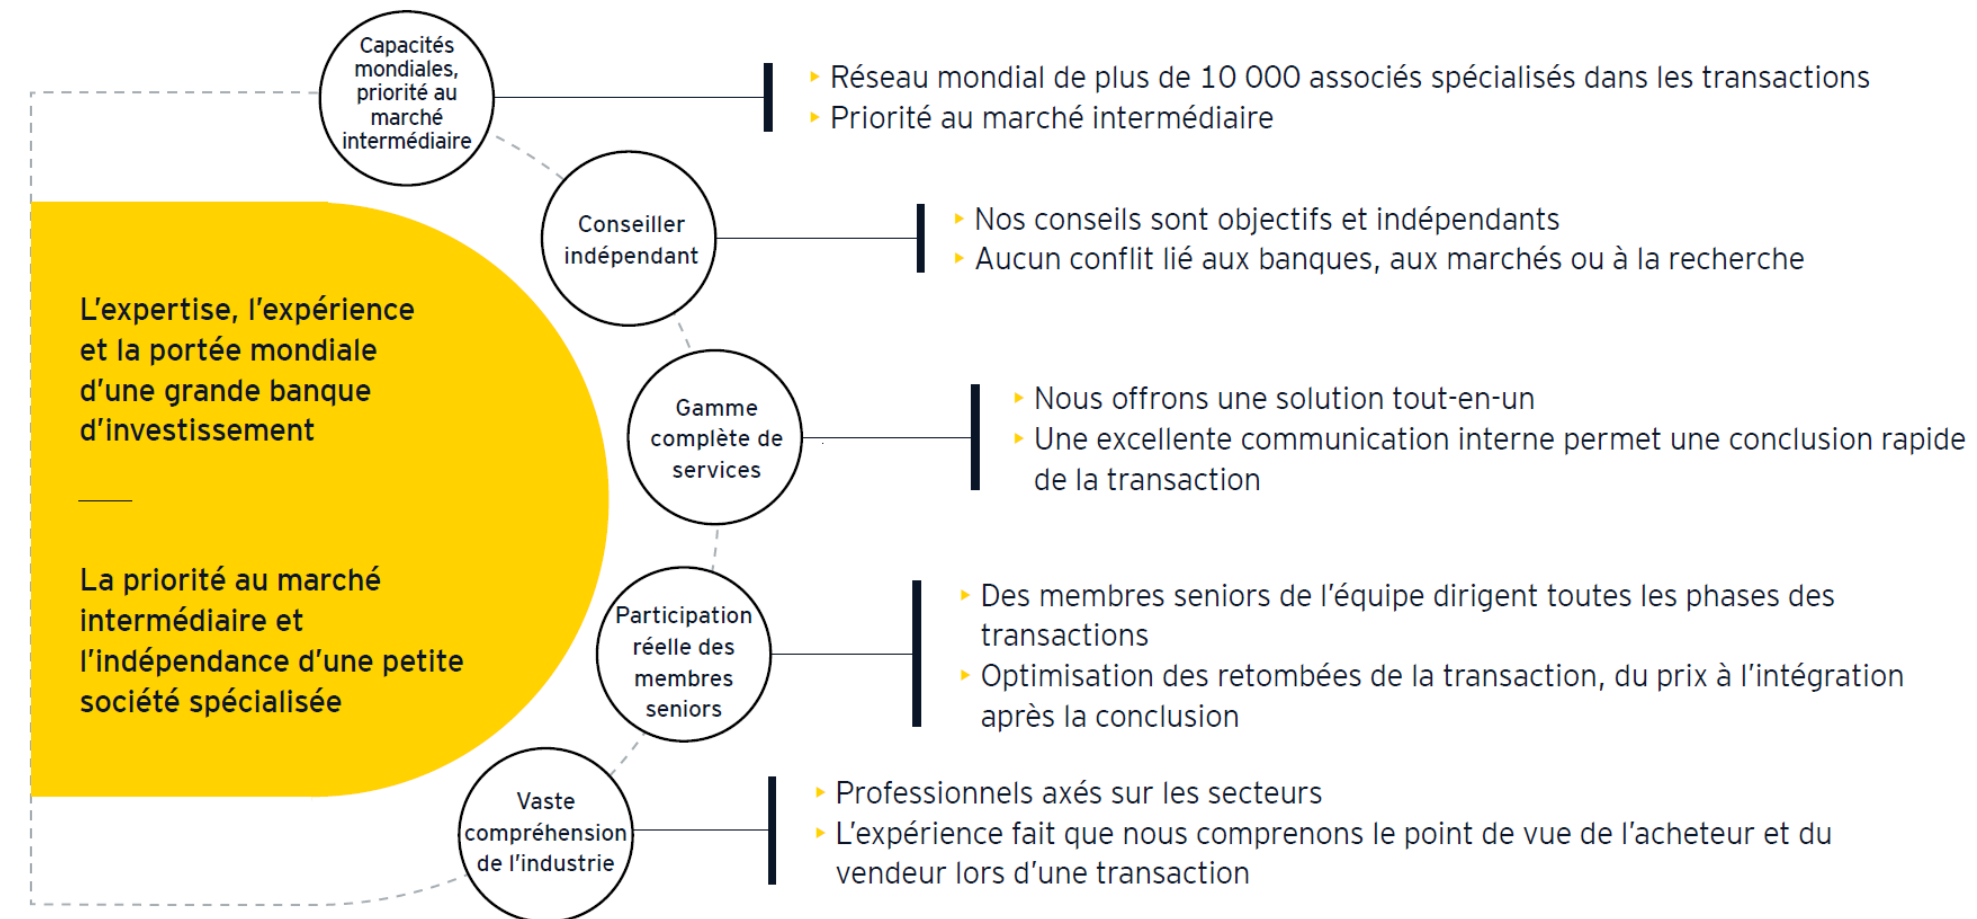 Capacités
mondiales,
priorité au
marché
intermédiaire
▸ Réseau mondial de plus de 10 000 associés spécialisés dans les transactions
▸ Priorité au marché intermédiaire
Conseiller
indépendant
▸ Nos conseils sont objectifs et indépendants
▸ Aucun conflit lié aux banques, aux marchés ou à la recherche
L'expertise, l'expérience
et la portée mondiale
d'une grande banque
d'investissement
La priorité au marché
intermédiaire et
l'indépendance d'une petite
société spécialisée
Gamme
complète de
services
▸ Nous offrons une solution tout-en-un
▸ Une excellente communication interne permet une conclusion rapide
de la transaction
Participation
réelle des
membres
seniors
▸ Des membres seniors de l'équipe dirigent toutes les phases des
transactions
▸ Optimisation des retombées de la transaction, du prix à l'intégration
après la conclusion
Vaste
compréhension
de l'industrie
▸ Professionnels axés sur les secteurs
▸ L'expérience fait que nous comprenons le point de vue de l'acheteur et du
vendeur lors d'une transaction